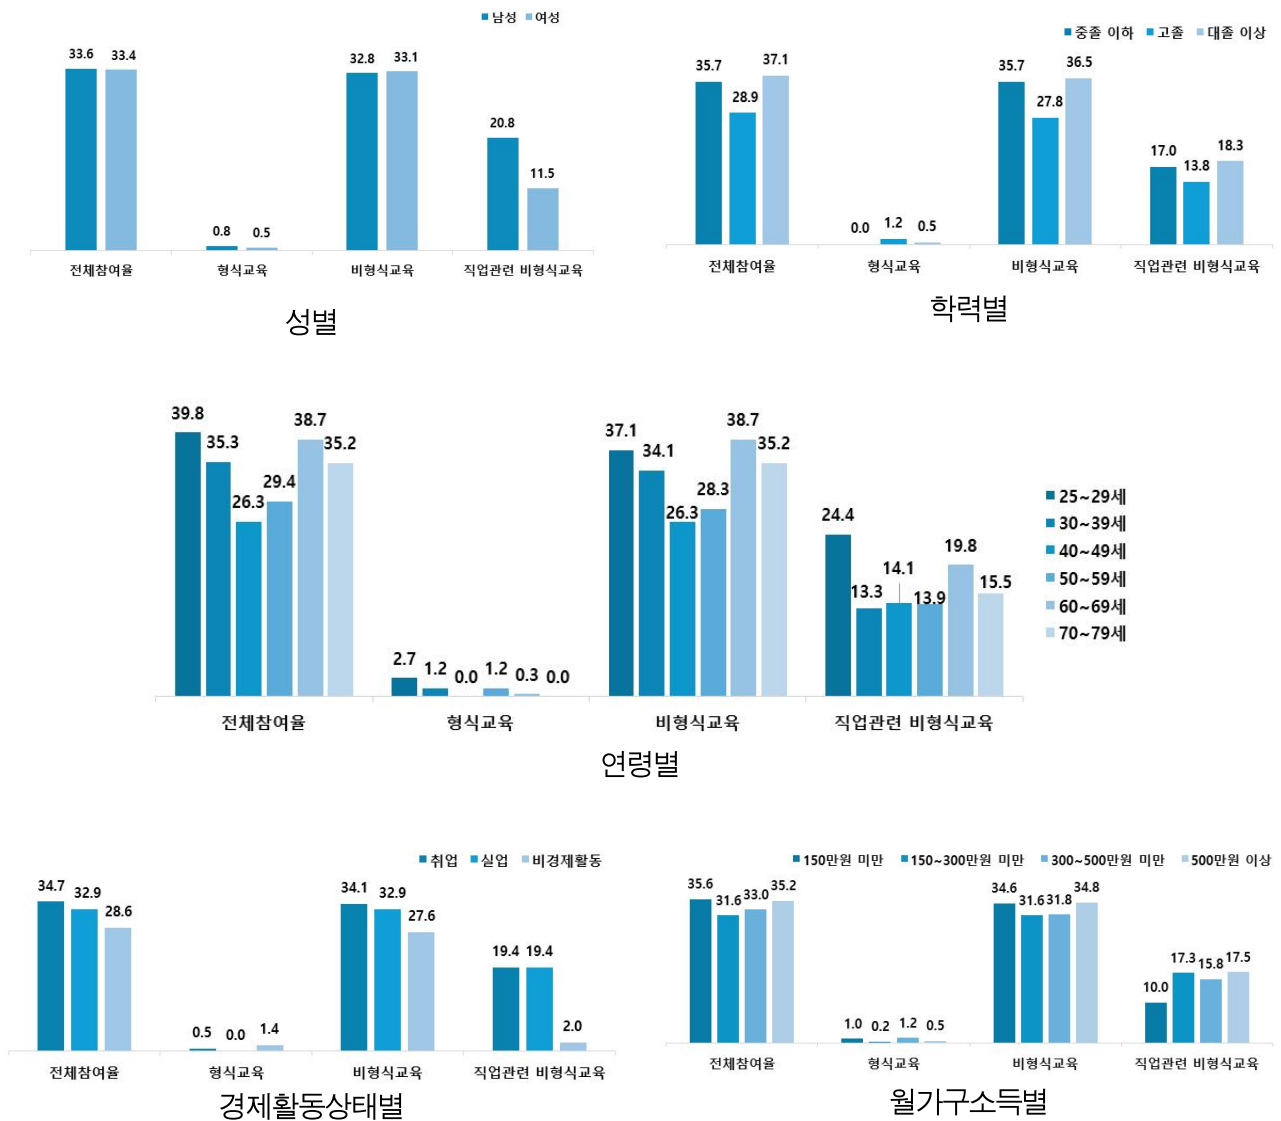 남성 여성
33.6 33.4
32.8 33.1
20.8
11.5
0.8 0.5
전체참여율 형식교육 비형식교육 직업관련 비형식교육
성별
중졸 이하 고졸 대졸 이상
35.7 28.9 37.1
0.0 1.2 0.5
35.7 27.8 36.5
17.0 13.8 18.3
전체참여율 형식교육 비형식교육 직업관련 비형식교육
학력별
39.8 35.3 26.3 29.4 38.7 35.2
2.7 1.2 0.0 1.2 0.3 0.0
37.1 34.1 26.3 28.3 38.7 35.2
24.4 13.3 14.1 13.9 19.8 15.5
25~29세
30~39세
40~49세
50~59세
60~69세
70~79세
전체참여율 형식교육 비형식교육 직업관련 비형식교육
연령별
취업 실업 비경제활동
34.7 32.9 28.6
0.5 0.0 1.4
34.1 32.9 27.6
19.4 19.4 2.0
전체참여율 형식교육 비형식교육 직업관련 비형식교육
경제활동상태별
150만원 미만 150~300만원 미만 300~500만원 미만 500만원 이상
35.6 31.6 33.0 35.2
1.0 0.2 1.2 0.5
34.6 31.6 31.8 34.8
10.0 17.3 15.8 17.5
전체참여율 형식교육 비형식교육 직업관련 비형식교육
월가구소득별